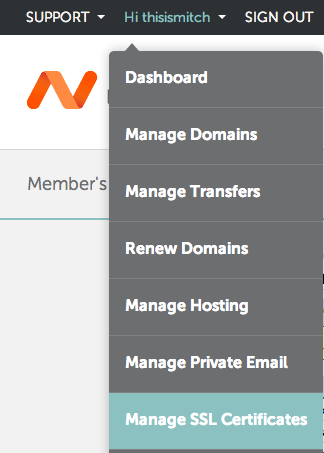 SUPPORT Hi thisismitch SIGN OUT
Dashboard
Manage Domains
Manage Transfers
Member's
Renew Domains
Manage Hosting
Manage Private Email
Manage SSL Certificates